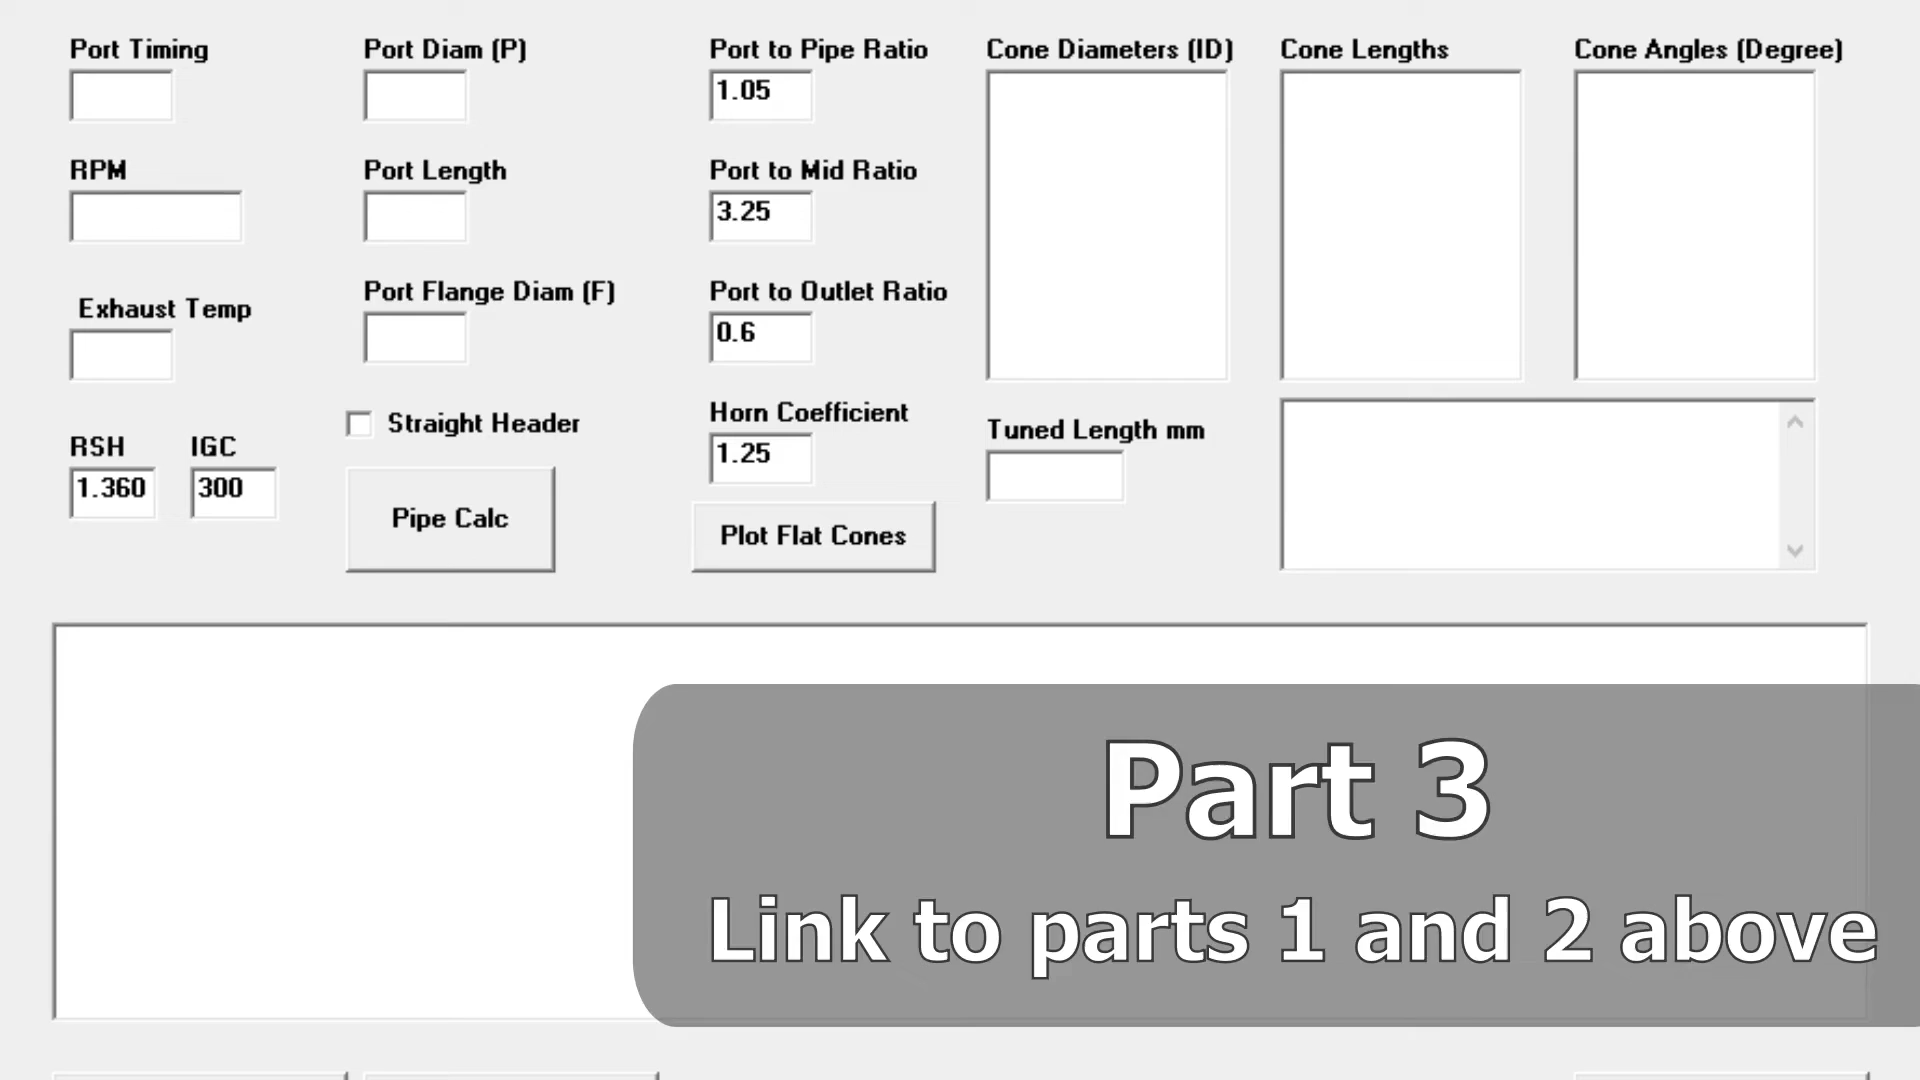 Port Timing
RPM
Exhaust Temp
RSH IGC
1.360 300
Port Diam (P)
Port Length
Port Flange Diam (F)
Straight Header
Pipe Calc
Port to Pipe Ratio
1.05
Port to Mid Ratio
3.25
Port to Outlet Ratio
0.6
Horn Coefficient
1.25
Plot Flat Cones
Cone Diameters (ID)
Tuned Length mm
Cone Lengths
Cone Angles (Degree)
Part 3
Link to parts 1 and 2 above